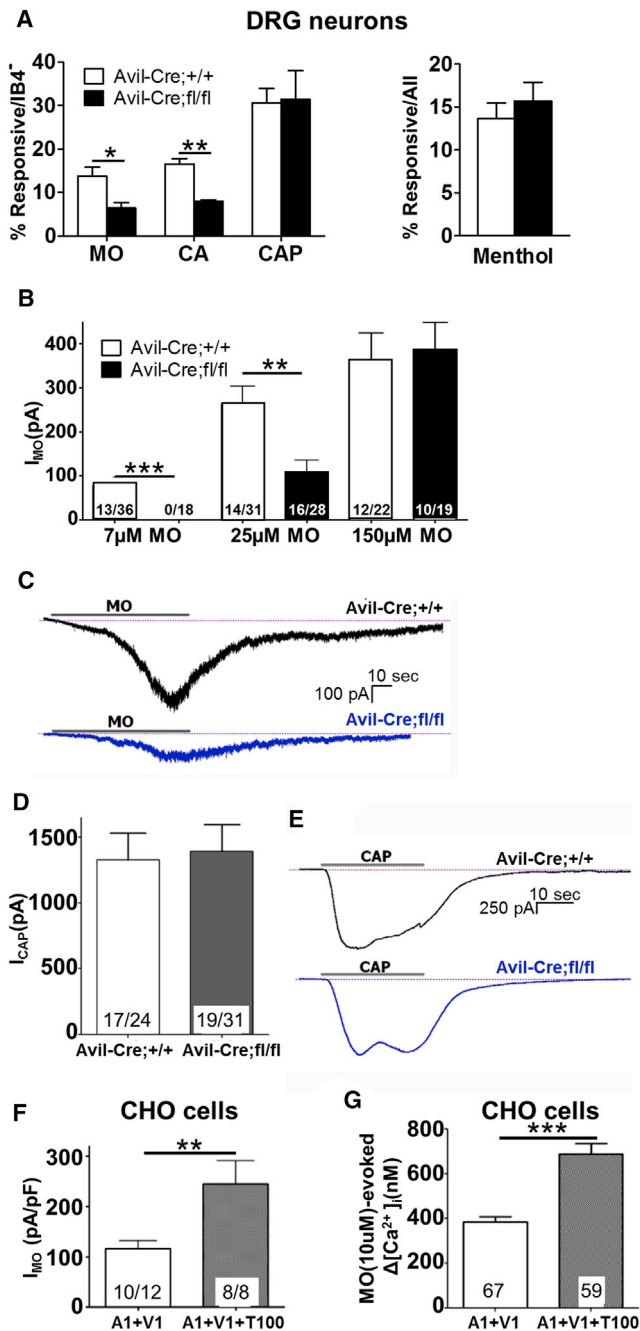 A
DRG neurons
% Responsive/IB4⁻
40
30
20
10
0
Avil-Cre;+/+
Avil-Cre;fl/fl
*
**
MO CA CAP
% Responsive/All
20
15
10
5
0
Menthol
B
I_MO(pA)
400
300
200
100
0
Avil-Cre;+/+
Avil-Cre;fl/fl
***
**
13/36 0/18 14/31 16/28 12/22 10/19
7µM MO 25µM MO 150µM MO
C
MO
Avil-Cre;+/+
10 sec
100 pA
MO
Avil-Cre;fl/fl
D
I_CAP(pA)
1500
1000
500
0
17/24 19/31
Avil-Cre;+/+ Avil-Cre;fl/fl
E
CAP
Avil-Cre;+/+
10 sec
250 pA
CAP
Avil-Cre;fl/fl
F
CHO cells
I_MO (pA/pF)
300
200
100
0
**
10/12 8/8
A1+V1 A1+V1+T100
G
CHO cells
MO(10uM)-evoked
Δ[Ca²⁺]i(nM)
800
600
400
200
0
***
67 59
A1+V1 A1+V1+T100